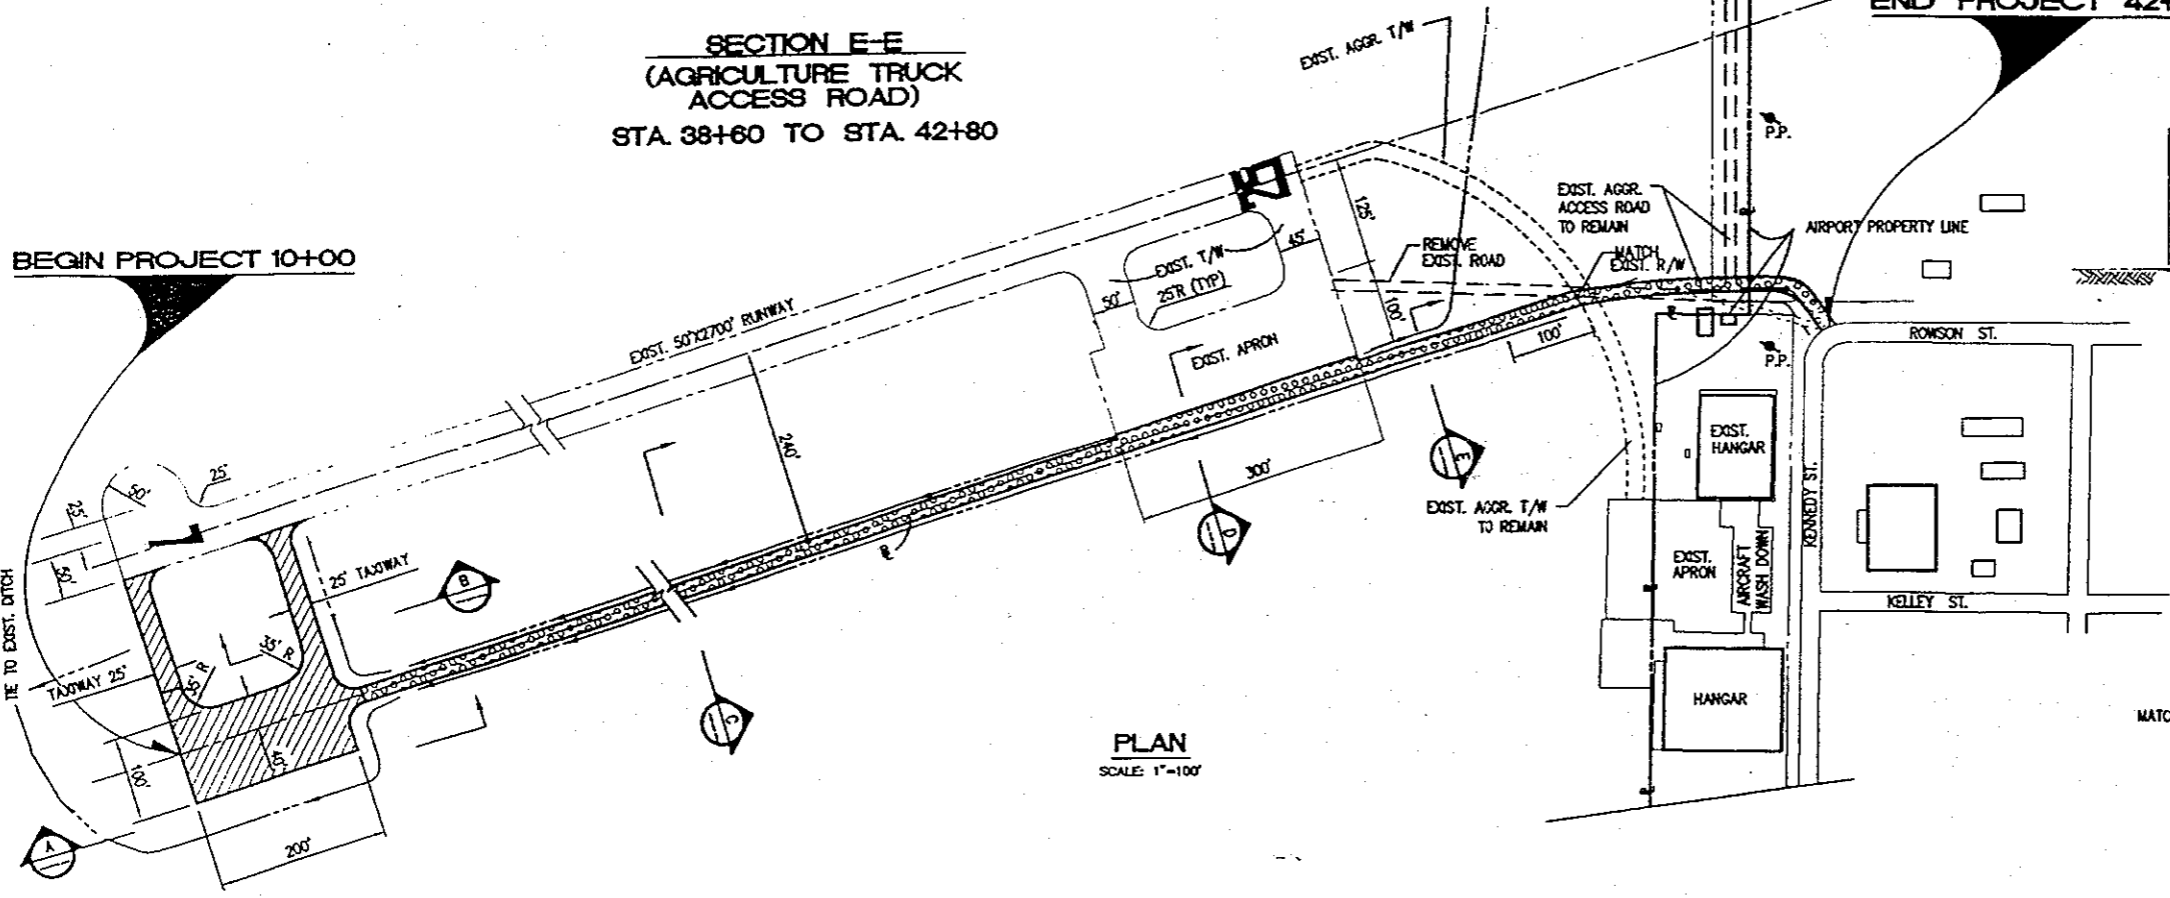 SECTION E-E
(AGRICULTURE TRUCK
ACCESS ROAD)
STA. 38+60 TO STA. 42+80
END PROJECT 42+
BEGIN PROJECT 10+00
EXIST. AGGR. T/W
P.P.
EXIST. AGGR.
ACCESS ROAD
TO REMAIN
AIRPORT PROPERTY LINE
MATCH
EXIST. R/W
REMOVE
EXIST. ROAD
125'
45'
EXIST. T/W
25'R (TYP)
50'
100'
100'
EXIST. 50'X2700' RUNWAY
EXIST. APRON
240'
300'
ROWSON ST.
P.P.
EXIST.
HANGAR
KENNEDY ST.
E
D
EXIST. AGGR. T/W
TO REMAIN
EXIST.
APRON
AIRCRAFT
WASH DOWN
KELLEY ST.
HANGAR
MATC
25'
50'
25'
50'
25' TAXIWAY
B
TIE TO EXIST. DITCH
TAXIWAY 25'
35' R
C
100'
40'
200'
A
PLAN
SCALE: 1"=100'